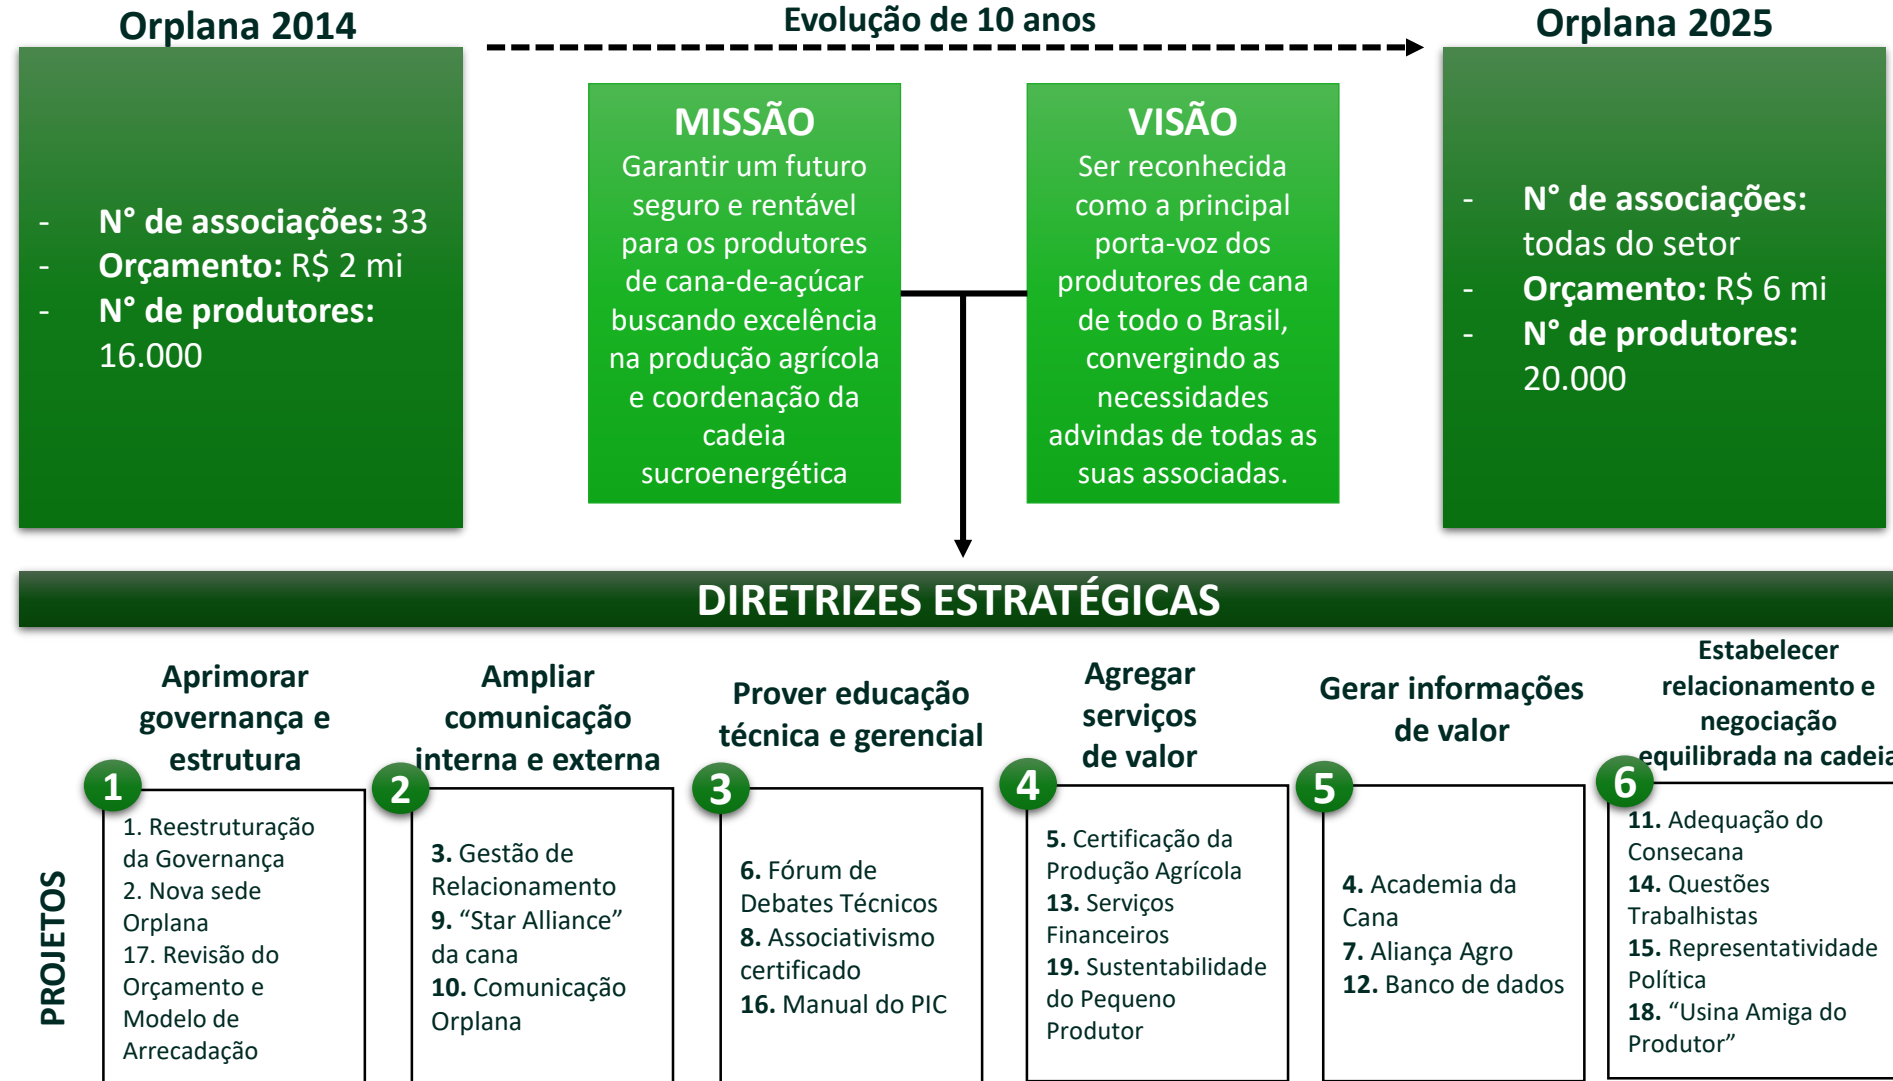 Orplana 2014
Evolução de 10 anos
Orplana 2025
- N° de associações: 33
- Orçamento: R$ 2 mi
- N° de produtores:
16.000
MISSÃO
Garantir um futuro
seguro e rentável
para os produtores
de cana-de-açúcar
buscando excelência
na produção agrícola
e coordenação da
cadeia
sucroenergética
VISÃO
Ser reconhecida
como a principal
porta-voz dos
produtores de cana
de todo o Brasil,
convergindo as
necessidades
advindas de todas as
suas associadas.
- N° de associações:
todas do setor
- Orçamento: R$ 6 mi
- N° de produtores:
20.000
DIRETRIZES ESTRATÉGICAS
PROJETOS
Aprimorar
governança e
estrutura
1
1. Reestruturação
da Governança
2. Nova sede
Orplana
17. Revisão do
Orçamento e
Modelo de
Arrecadação
Ampliar
comunicação
interna e externa
2
3. Gestão de
Relacionamento
9. “Star Alliance”
da cana
10. Comunicação
Orplana
Prover educação
técnica e gerencial
3
6. Fórum de
Debates Técnicos
8. Associativismo
certificado
16. Manual do PIC
Agregar
serviços
de valor
4
5. Certificação da
Produção Agrícola
13. Serviços
Financeiros
19. Sustentabilidade
do Pequeno
Produtor
Gerar informações
de valor
5
4. Academia da
Cana
7. Aliança Agro
12. Banco de dados
Estabelecer
relacionamento e
negociação
equilibrada na cadeia
6
11. Adequação do
Consecana
14. Questões
Trabalhistas
15. Representatividade
Política
18. “Usina Amiga do
Produtor”